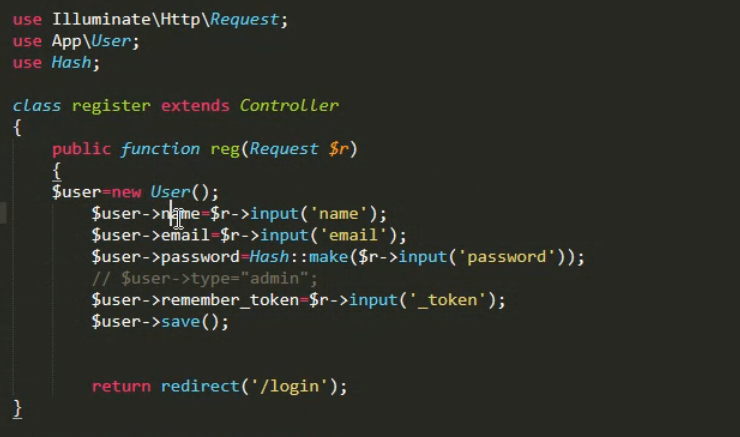 use Illuminate\Http\Request;
use App\User;
use Hash;
class register extends Controller
{
public function reg(Request $r)
{
$user=new User();
$user->name=$r->input('name');
$user->email=$r->input('email');
$user->password=Hash::make($r->input('password'));
// $user->type="admin";
$user->remember_token=$r->input('_token');
$user->save();
return redirect('/login');
}